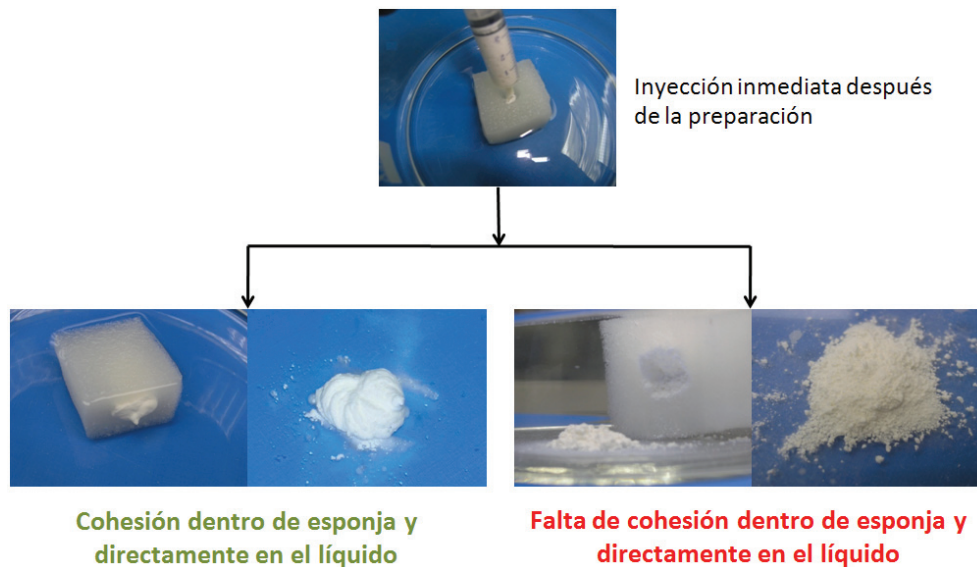 Inyección inmediata después
de la preparación
Cohesión dentro de esponja y
directamente en el líquido
Falta de cohesión dentro de esponja y
directamente en el líquido